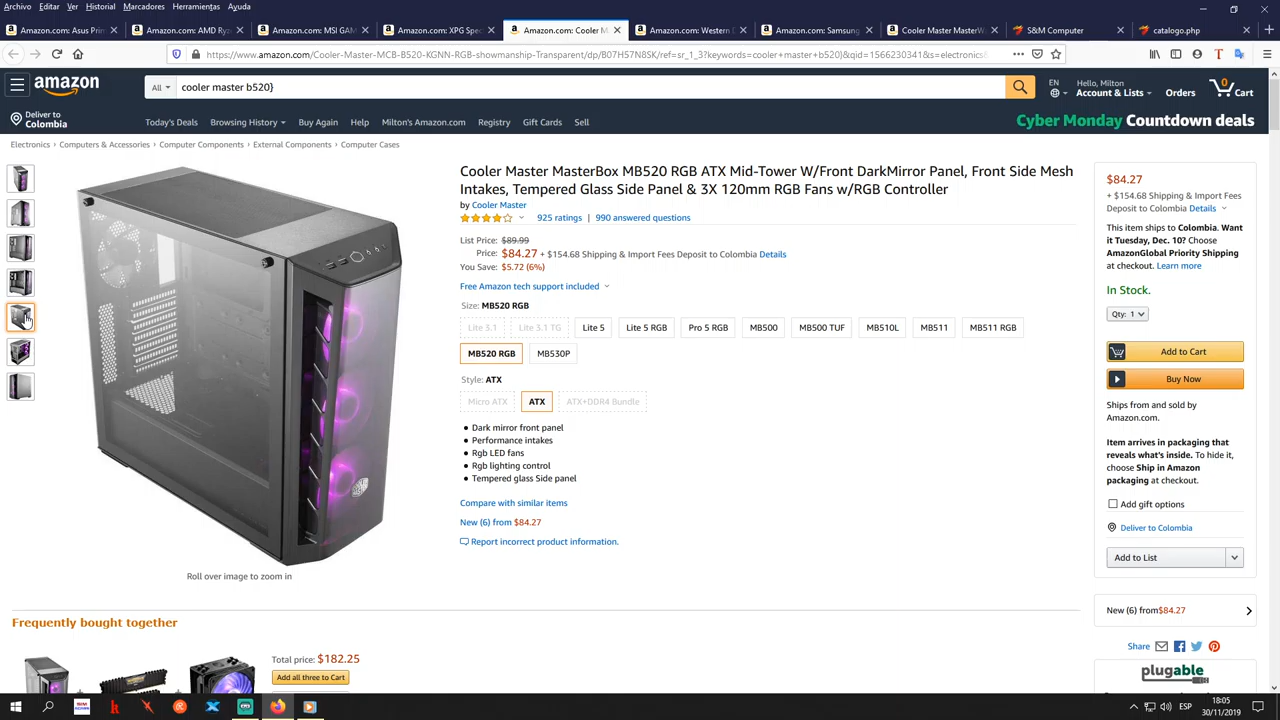 Archivo Editar Ver Historial Marcadores Herramientas Ayuda
Amazon.com: Asus Prim
Amazon.com: AMD Ryze
Amazon.com: MSI GAM
Amazon.com: XPG Spec
Amazon.com: Cooler M
Amazon.com: Western D
Amazon.com: Samsung
Cooler Master MasterW
S&M Computer
catalogo.php
https://www.amazon.com/Cooler-Master-MCB-B520-KGNN-RGB-showmanship-Transparent/dp/B07H57N8SK/ref=sr_1_3?keywords=cooler+master+b520}&qid=1566230341&s=electronics
amazon
All
cooler master b520}
EN
Hello, Milton
Account & Lists
Orders
0
Cart
Deliver to
Colombia
Today's Deals Browsing History Buy Again Help Milton's Amazon.com Registry Gift Cards Sell
Cyber Monday Countdown deals
Electronics › Computers & Accessories › Computer Components › External Components › Computer Cases
Cooler Master MasterBox MB520 RGB ATX Mid-Tower W/Front DarkMirror Panel, Front Side Mesh
Intakes, Tempered Glass Side Panel & 3X 120mm RGB Fans w/RGB Controller
by Cooler Master
925 ratings | 990 answered questions
List Price: $89.99
Price: $84.27 + $154.68 Shipping & Import Fees Deposit to Colombia Details
You Save: $5.72 (6%)
Free Amazon tech support included
Size: MB520 RGB
Lite 3.1 Lite 3.1 TG Lite 5 Lite 5 RGB Pro 5 RGB MB500 MB500 TUF MB510L MB511 MB511 RGB
MB520 RGB MB530P
Style: ATX
Micro ATX ATX ATX+DDR4 Bundle
● Dark mirror front panel
● Performance intakes
● Rgb LED fans
● Rgb lighting control
● Tempered glass Side panel
Compare with similar items
New (6) from $84.27
Report incorrect product information.
Roll over image to zoom in
$84.27
+ $154.68 Shipping & Import Fees
Deposit to Colombia Details
This item ships to Colombia. Want
it Tuesday, Dec. 10? Choose
AmazonGlobal Priority Shipping
at checkout. Learn more
In Stock.
Qty: 1
Add to Cart
Buy Now
Ships from and sold by
Amazon.com.
Item arrives in packaging that
reveals what's inside. To hide it,
choose Ship in Amazon
packaging at checkout.
Add gift options
Deliver to Colombia
Add to List
New (6) from$84.27
Share
plugable
Frequently bought together
Total price: $182.25
Add all three to Cart
ESP
18:05
30/11/2019